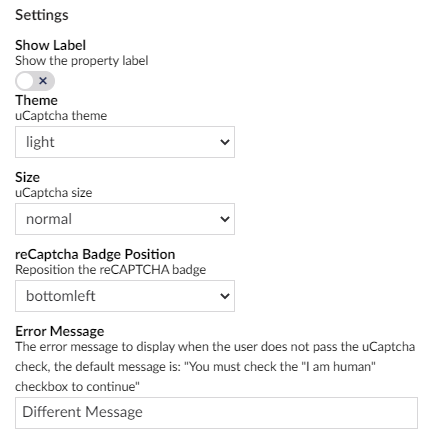 Settings
Show Label
Show the property label
Theme
uCaptcha theme
light
Size
uCaptcha size
normal
reCaptcha Badge Position
Reposition the reCAPTCHA badge
bottomleft
Error Message
The error message to display when the user does not pass the uCaptcha
check, the default message is: "You must check the "I am human"
checkbox to continue"
Different Message